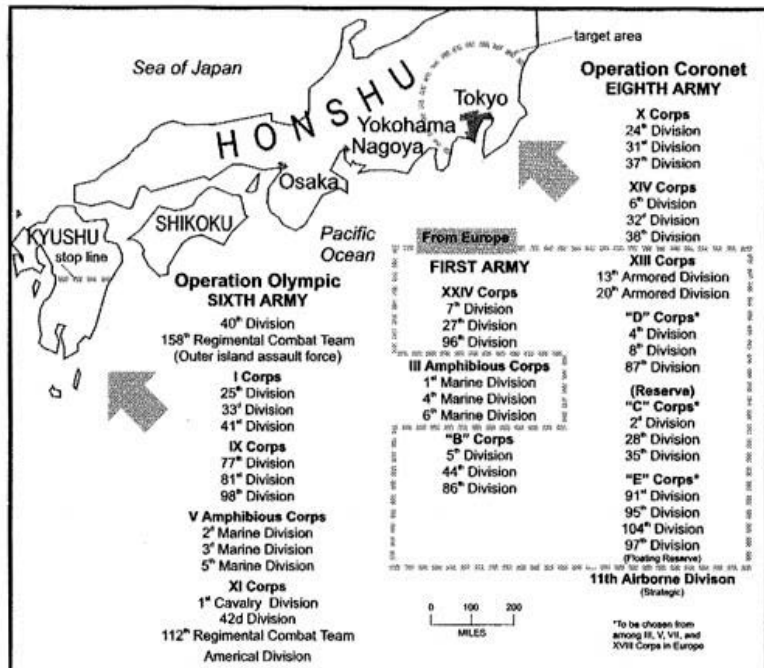 target area
Sea of Japan
HONSHU
Tokyo
Yokohama
Nagoya
Osaka
KYUSHU
stop line
SHIKOKU
Pacific
Ocean
Operation Olympic
SIXTH ARMY
40th Division
158th Regimental Combat Team
(Outer island assault force)
I Corps
25th Division
33d Division
41st Division
IX Corps
77th Division
81st Division
98th Division
V Amphibious Corps
2d Marine Division
3d Marine Division
5th Marine Division
XI Corps
1st Cavalry Division
42d Division
112th Regimental Combat Team
Americal Division
From Europe
FIRST ARMY
XXIV Corps
7th Division
27th Division
96th Division
III Amphibious Corps
1st Marine Division
4th Marine Division
6th Marine Division
"B" Corps
5th Division
44th Division
86th Division
0 100 200
MILES
Operation Coronet
EIGHTH ARMY
X Corps
24th Division
31st Division
37th Division
XIV Corps
6th Division
32d Division
38th Division
XIII Corps
13th Armored Division
20th Armored Division
"D" Corps*
4th Division
8th Division
87th Division
(Reserve)
"C" Corps*
2d Division
28th Division
35th Division
"E" Corps*
91st Division
95th Division
104th Division
97th Division
(Floating Reserve)
11th Airborne Divison
(Strategic)
*To be chosen from
among III, V, VII, and
XVIII Corps in Europe